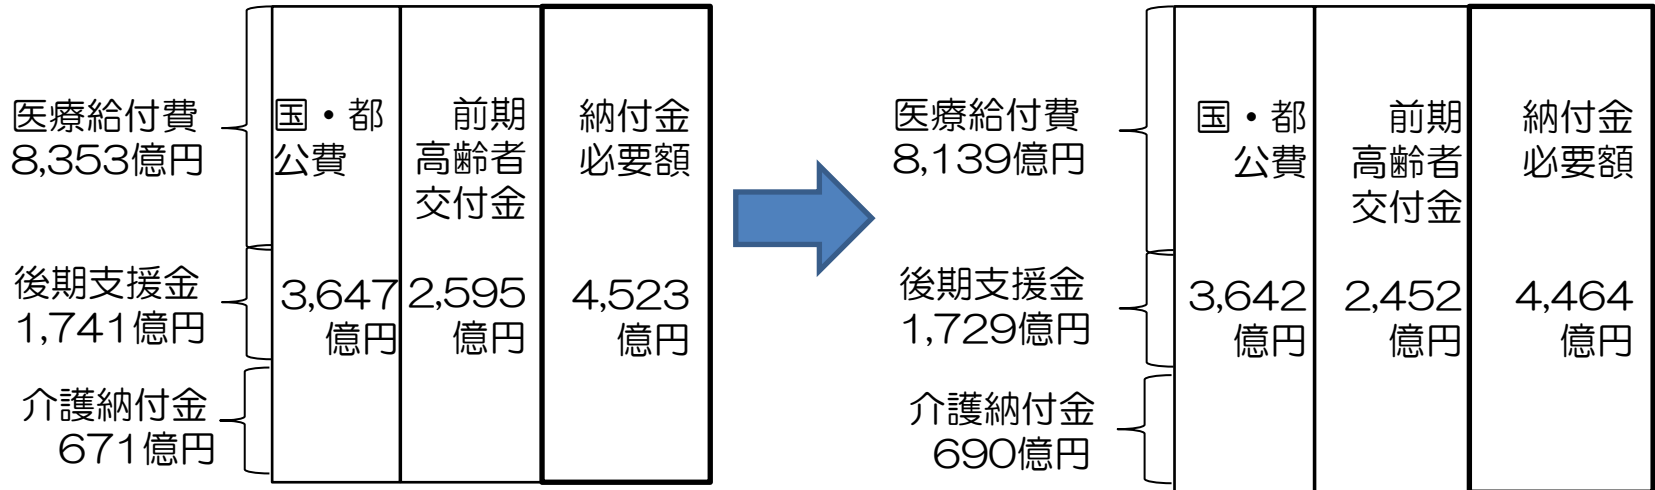 医療給付費
8,353億円
後期支援金
1,741億円
介護納付金
671億円
国・都
公費
3,647
億円
前期
高齢者
交付金
2,595
億円
納付金
必要額
4,523
億円
医療給付費
8,139億円
後期支援金
1,729億円
介護納付金
690億円
国・都
公費
3,642
億円
前期
高齢者
交付金
2,452
億円
納付金
必要額
4,464
億円